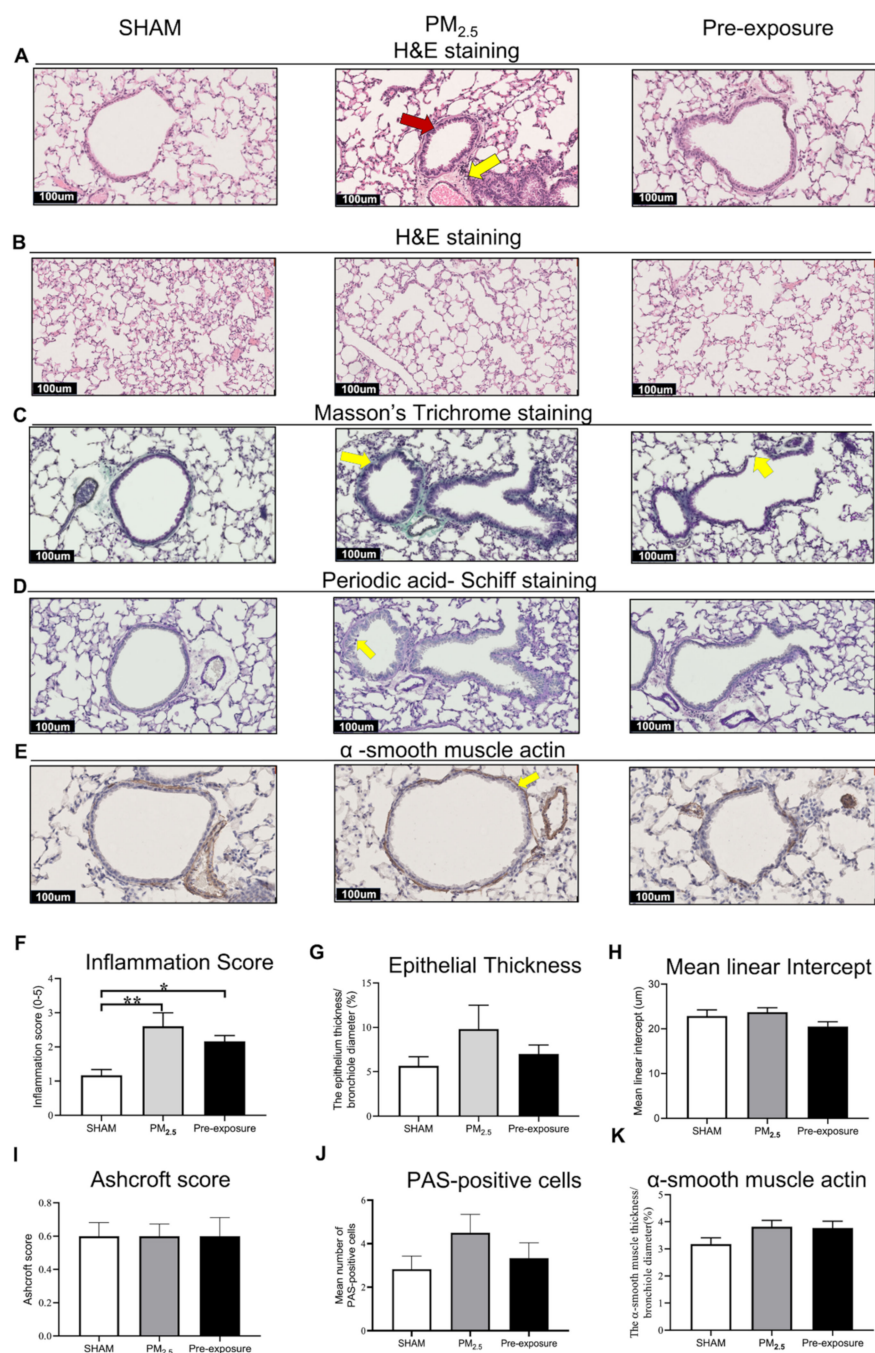 SHAM PM2.5 Pre-exposure
A H&E staining
100um 100um 100um
B H&E staining
100um 100um 100um
C Masson's Trichrome staining
100um 100um 100um
D Periodic acid- Schiff staining
100um 100um 100um
E α -smooth muscle actin
100um 100um 100um
F Inflammation Score
Inflammation score (0-5)
5
4
3
2
1
0
* 
**
SHAM PM2.5 Pre-exposure
G Epithelial Thickness
The epithelium thickness/
bronchiole diameter (%)
15
10
5
0
SHAM PM2.5 Pre-exposure
H Mean linear Intercept
Mean linear intercept (um)
30
20
10
0
SHAM PM2.5 Pre-exposure
I Ashcroft score
Ashcroft score
0.8
0.6
0.4
0.2
0.0
SHAM PM2.5 Pre-exposure
J PAS-positive cells
Mean number of
PAS-positive cells
6
4
2
0
SHAM PM2.5 Pre-exposure
K α-smooth muscle actin
The α-smooth muscle thickness/
bronchiole diameter(%)
5
4
3
2
1
0
SHAM PM2.5 Pre-exposure